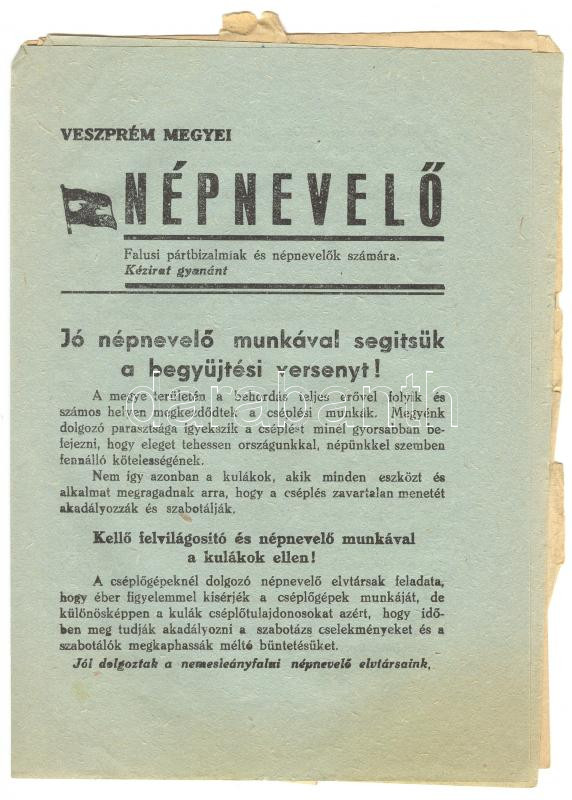 VESZPRÉM MEGYEI
NÉPNEVELŐ
Falusi pártbizalmiak és népnevelők számára.
Kézirat gyanánt
Jó népnevelő munkával segitsük
a begyüjtési versenyt!
A megye területén a behordás teljes erővel folyik és
számos helyen megkezdődtek a cséplési munkák. Megyénk
dolgozó parasztsága igyekszik a cséplést minél gyorsabban be-
fejezni, hogy eleget tehessen országunkkal, népünkkel szemben
fennálló kötelességének.
Nem így azonban a kulákok, akik minden eszközt és
alkalmat megragadnak arra, hogy a cséplés zavartalan menetét
akadályozzák és szabotálják.
Kellő felvilágositó és népnevelő munkával
a kulákok ellen!
A cséplőgépeknél dolgozó népnevelő elvtársak feladata,
hogy éber figyelemmel kisérjék a cséplőgépek munkáját, de
különösképpen a kulák cséplőtulajdonosokat azért, hogy idő-
ben meg tudják akadályozni a szabotázs cselekményeket és a
szabotálók megkaphassák méltó büntetésüket.
Jól dolgoztak a nemesleányfalui népnevelő elvtársaink,
darabanth